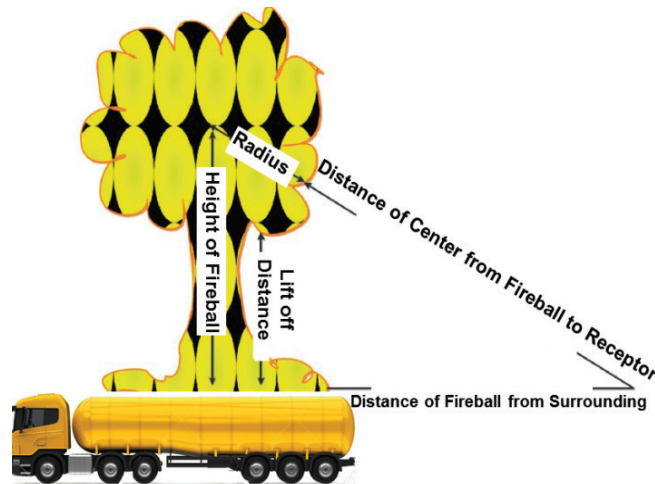 Radius
Distance of Center from Fireball to Receptor
Height of Fireball
Lift off
Distance
Distance of Fireball from Surrounding